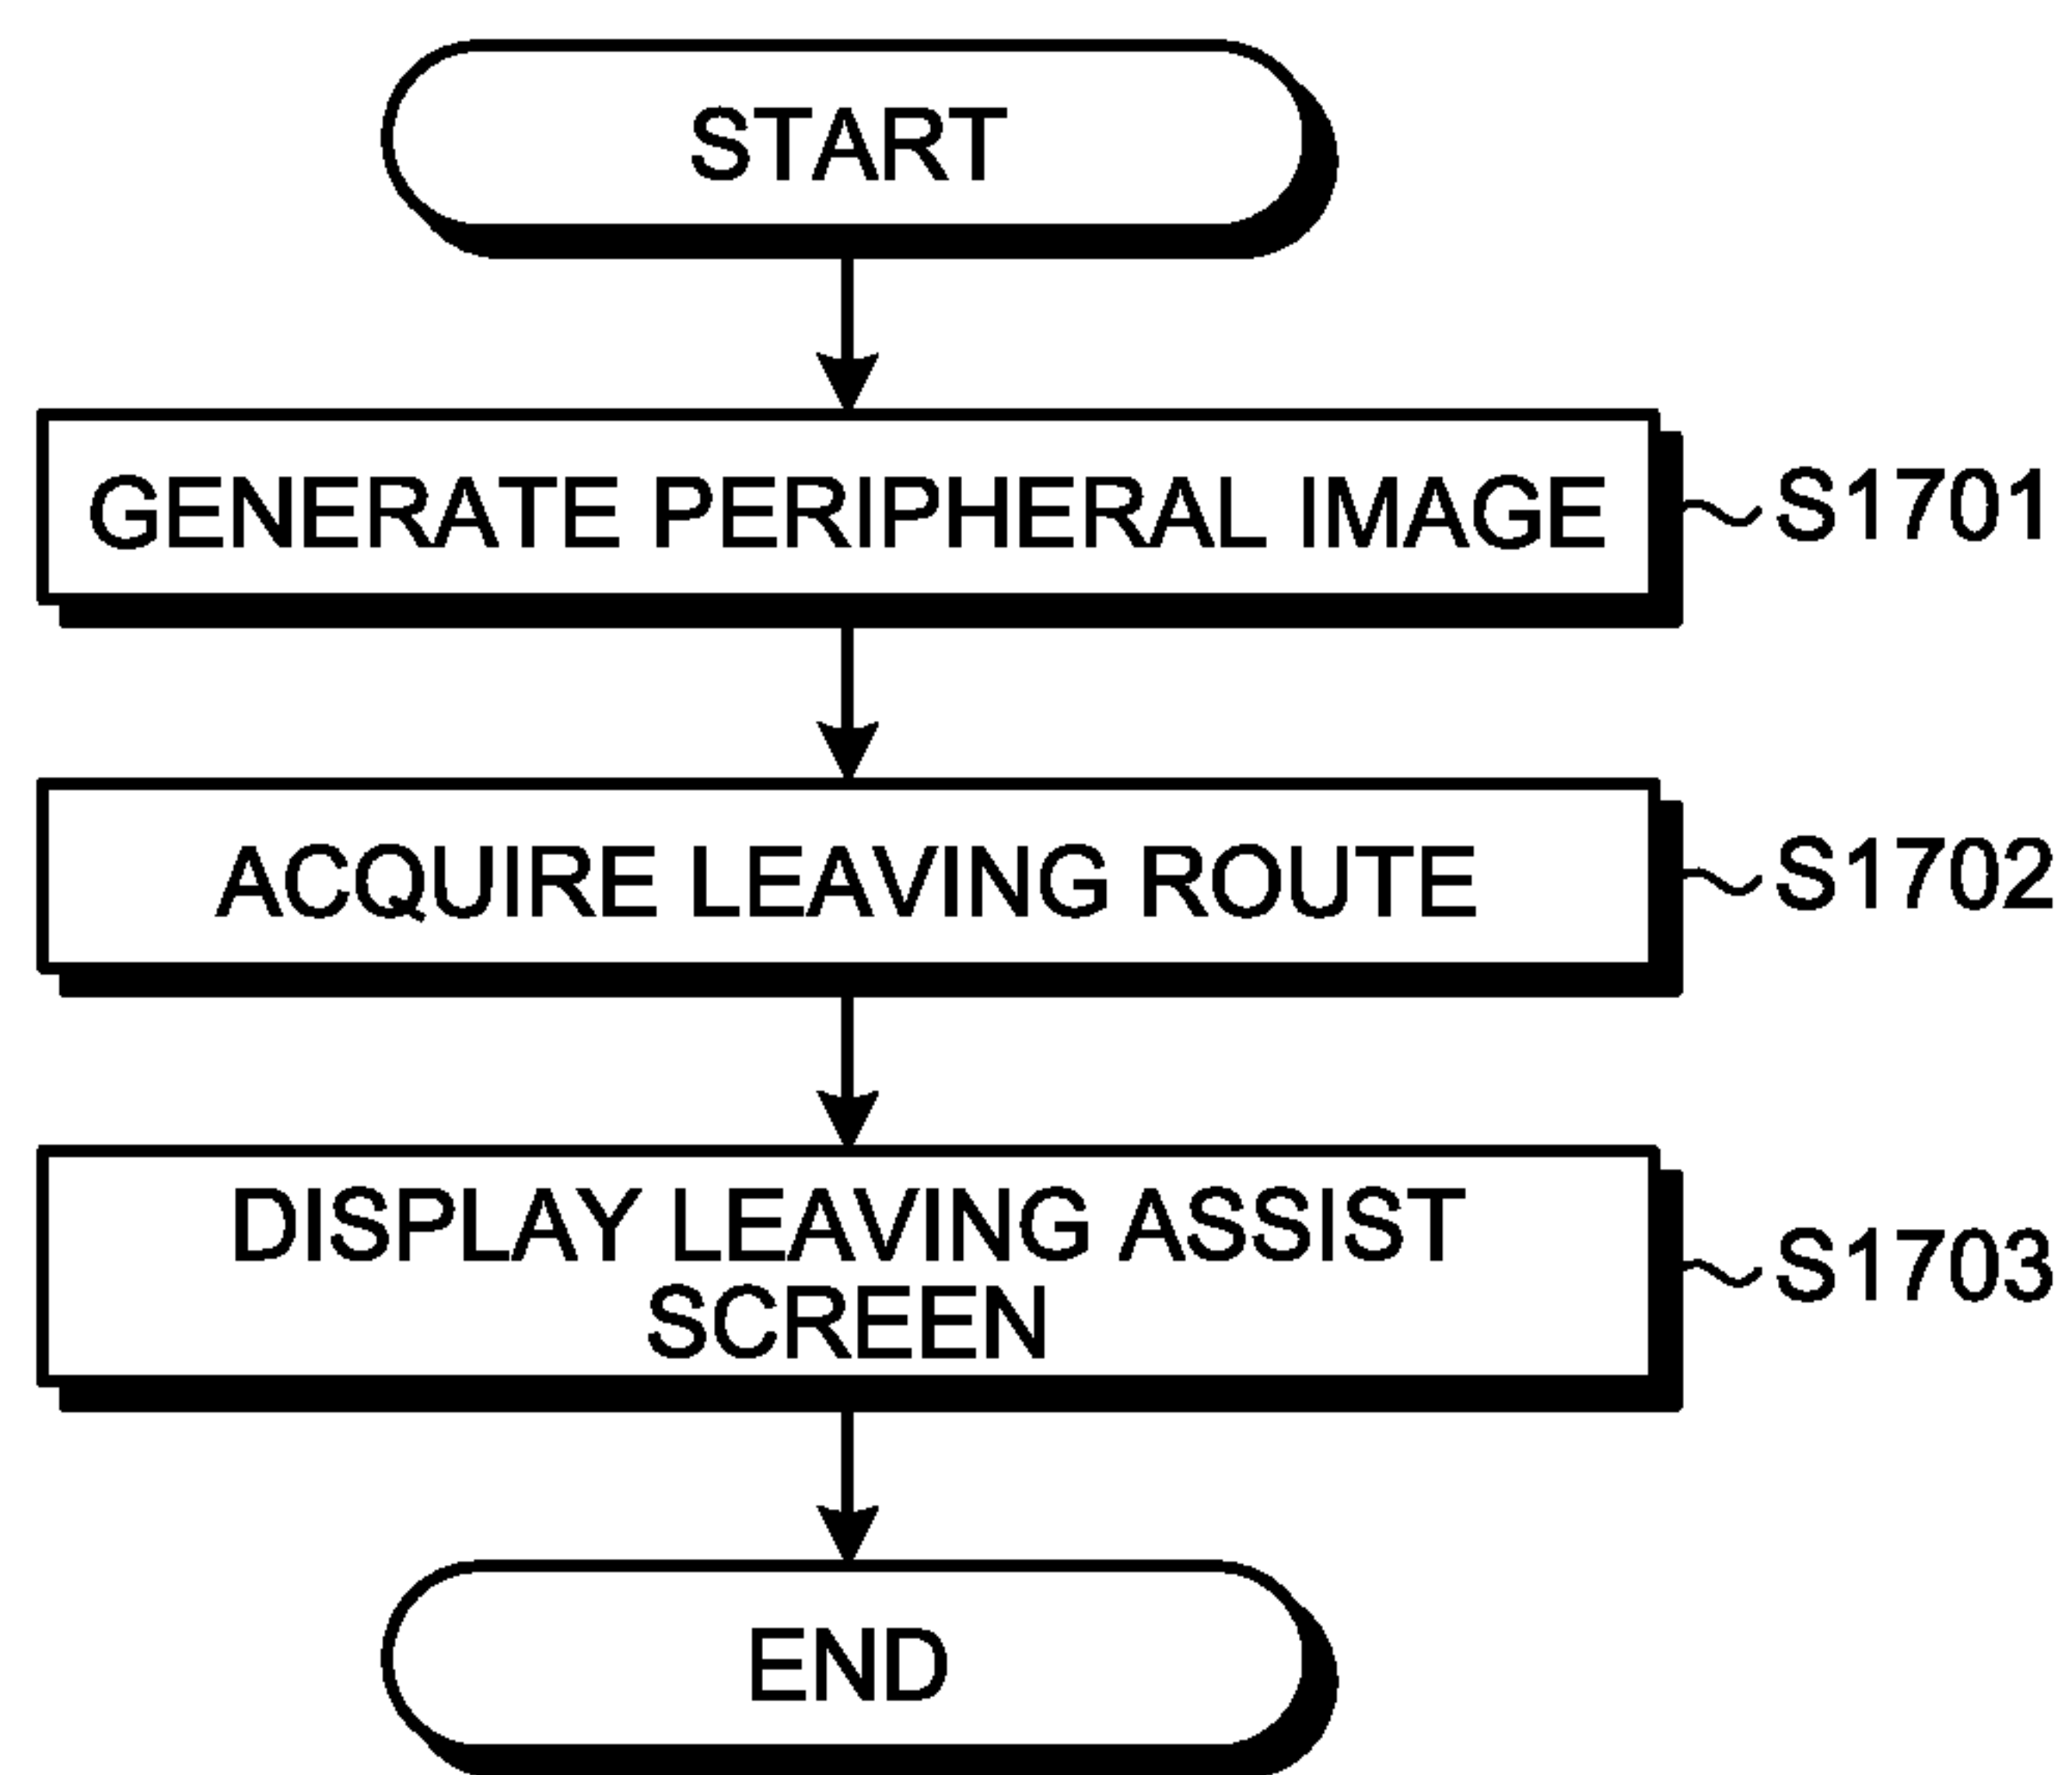 START
GENERATE PERIPHERAL IMAGE
S1701
ACQUIRE LEAVING ROUTE
S1702
DISPLAY LEAVING ASSIST
SCREEN
S1703
END